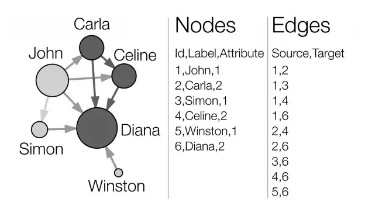 Carla
John
Celine
Diana
Simon
Winston
Nodes
Id,Label,Attribute
1,John,1
2,Carla,2
3,Simon,1
4,Celine,2
5,Winston,1
6,Diana,2
Edges
Source,Target
1,2
1,3
1,4
1,6
2,4
2,6
3,6
4,6
5,6